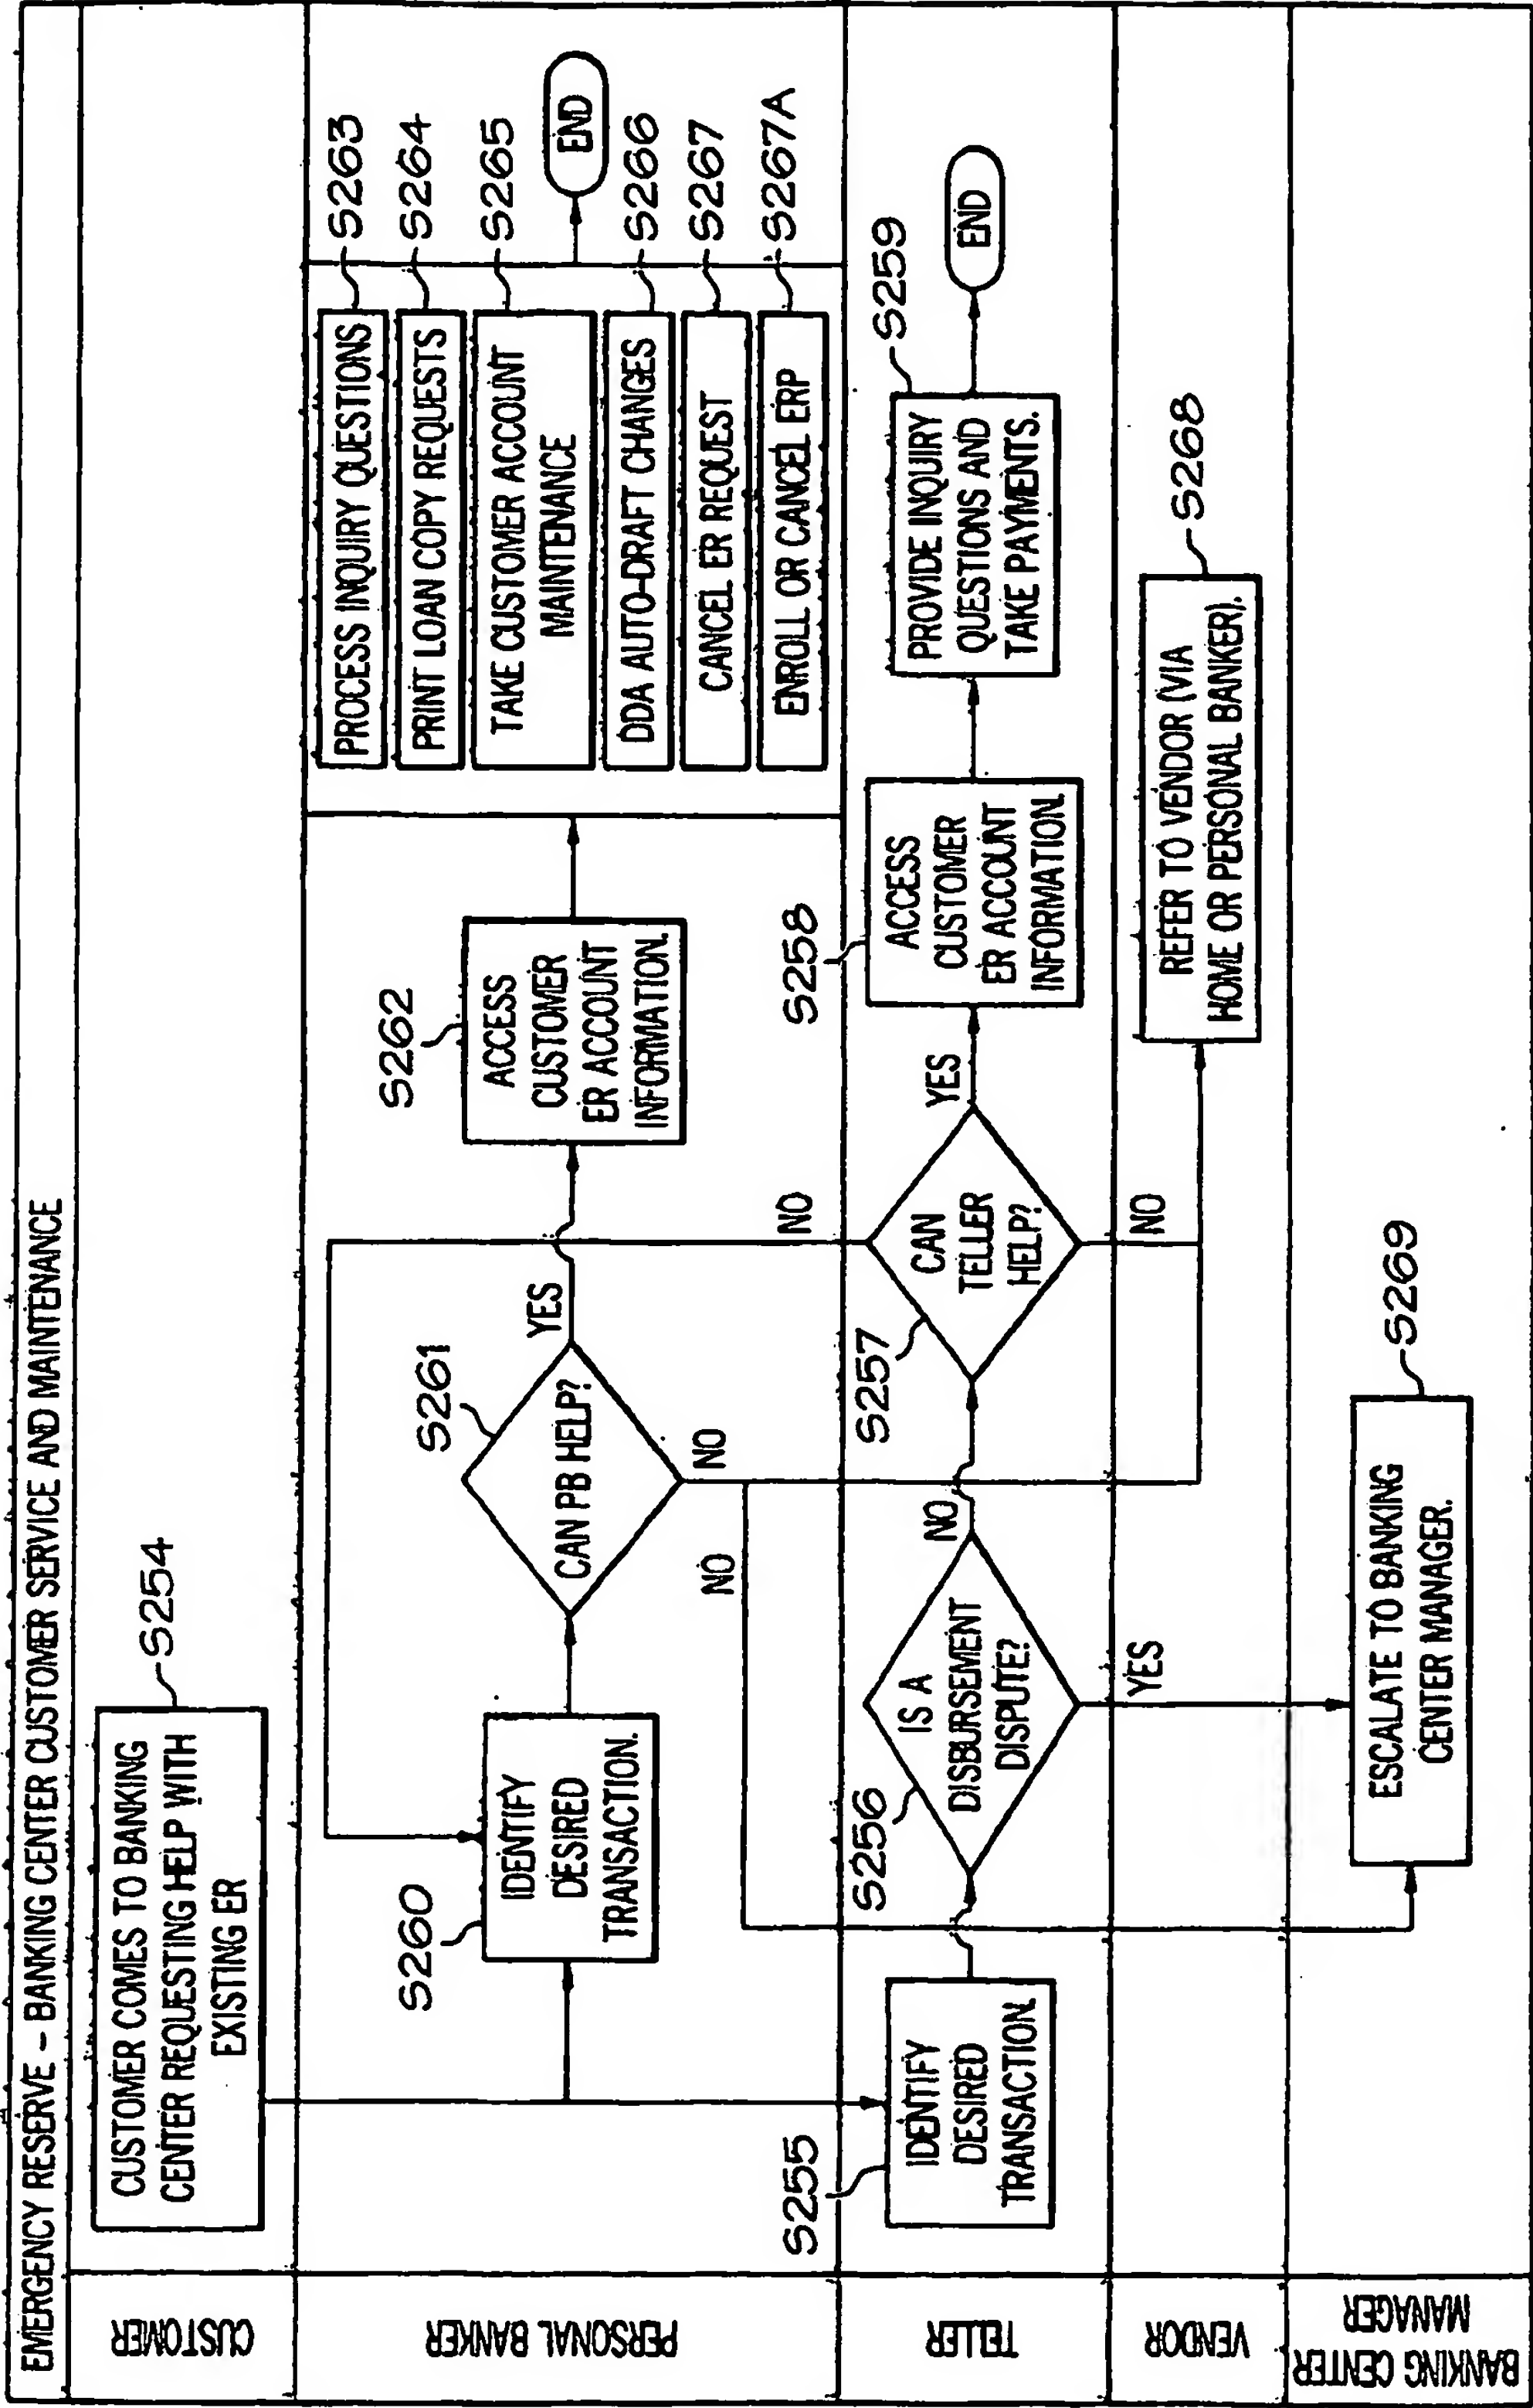 EMERGENCY RESERVE – BANKING CENTER CUSTOMER SERVICE AND MAINTENANCE
CUSTOMER
CUSTOMER COMES TO BANKING
CENTER REQUESTING HELP WITH
EXISTING ER
S254
PERSONAL BANKER
S260
IDENTIFY
DESIRED
TRANSACTION.
S261
CAN PB HELP?
YES
NO
NO
S262
ACCESS
CUSTOMER
ER ACCOUNT
INFORMATION.
PROCESS INQUIRY QUESTIONS
S263
PRINT LOAN COPY REQUESTS
S264
TAKE CUSTOMER ACCOUNT
MAINTENANCE
S265
DDA AUTO-DRAFT CHANGES
S266
CANCEL ER REQUEST
S267
ENROLL OR CANCEL ERP
S267A
END
TELLER
S255
IDENTIFY
DESIRED
TRANSACTION.
S256
IS A
DISBURSEMENT
DISPUTE?
NO
YES
S257
CAN
TELLER
HELP?
NO
YES
NO
S258
ACCESS
CUSTOMER
ER ACCOUNT
INFORMATION.
S259
PROVIDE INQUIRY
QUESTIONS AND
TAKE PAYMENTS.
END
VENDOR
REFER TO VENDOR (VIA
HOME OR PERSONAL BANKER).
S268
BANKING CENTER
MANAGER
ESCALATE TO BANKING
CENTER MANAGER.
S269